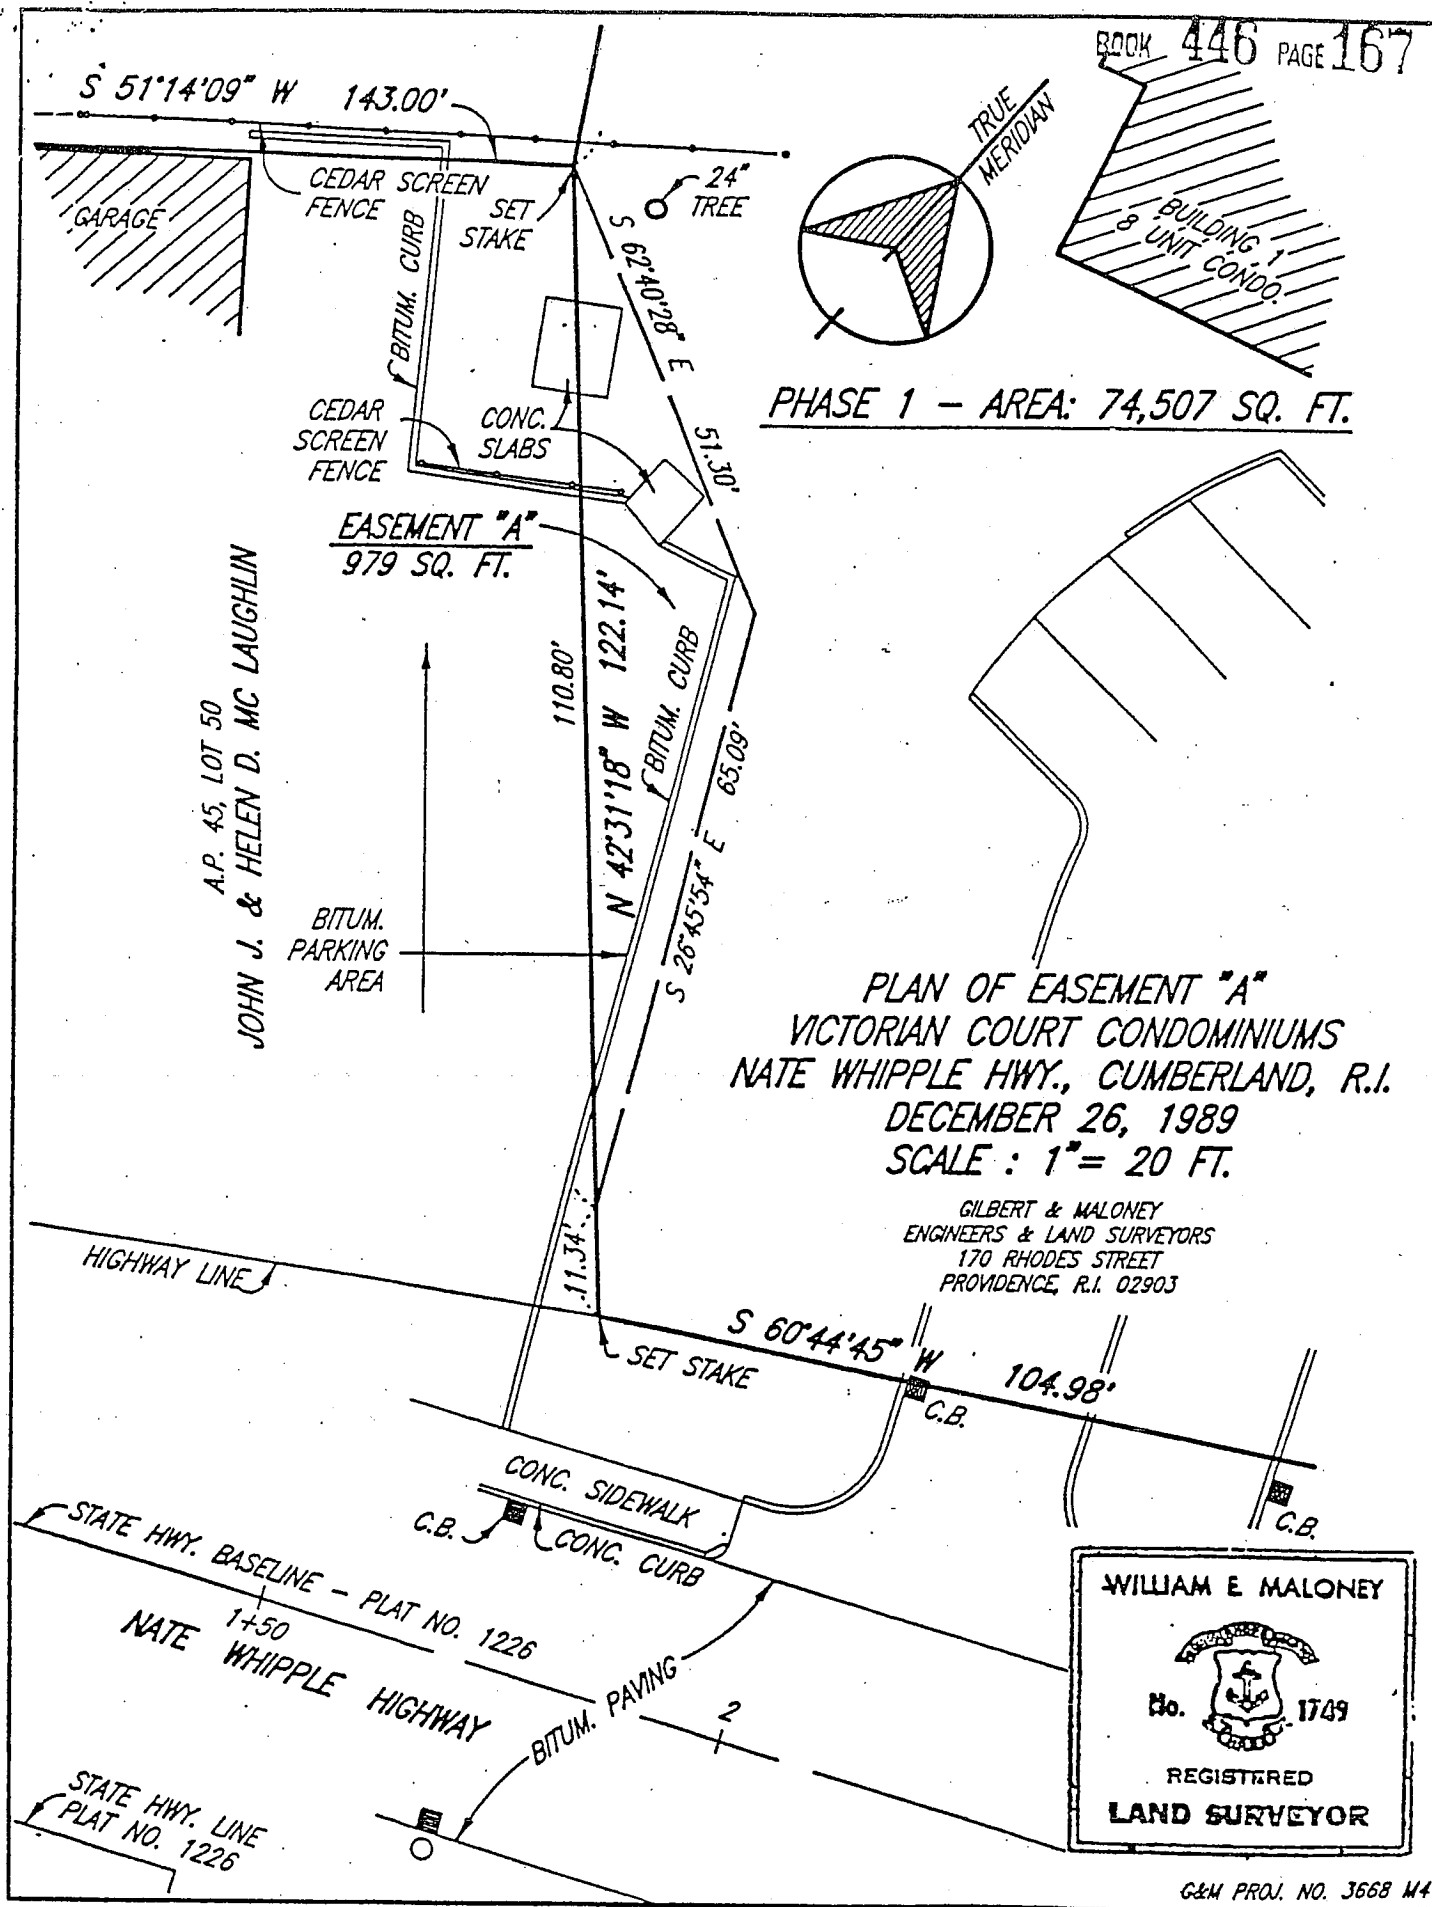 BOOK 446 PAGE 167
S 51°14'09" W 143.00'
TRUE
MERIDIAN
CEDAR SCREEN
FENCE
GARAGE
SET
STAKE
24"
TREE
BUILDING 1
8 UNIT CONDO.
BITUM. CURB
S 62°40'28" E
51.30'
PHASE 1 - AREA: 74,507 SQ. FT.
CEDAR
SCREEN
FENCE
CONC.
SLABS
EASEMENT "A"
979 SQ. FT.
A.P. 45, LOT 50
JOHN J. & HELEN D. MC LAUGHLIN
110.80'
N 42°31'18" W 122.14'
BITUM. CURB
S 26°45'54" E 65.09'
BITUM.
PARKING
AREA
PLAN OF EASEMENT "A"
VICTORIAN COURT CONDOMINIUMS
NATE WHIPPLE HWY., CUMBERLAND, R.I.
DECEMBER 26, 1989
SCALE : 1"= 20 FT.
GILBERT & MALONEY
ENGINEERS & LAND SURVEYORS
170 RHODES STREET
PROVIDENCE, R.I. 02903
HIGHWAY LINE
11.34'
SET STAKE
S 60°44'45" W 104.98'
C.B.
CONC. SIDEWALK
C.B.
CONC. CURB
C.B.
STATE HWY. BASELINE - PLAT NO. 1226
1+50
NATE WHIPPLE HIGHWAY
BITUM. PAVING
2
STATE HWY. LINE
PLAT NO. 1226
WILLIAM E MALONEY
No. 1749
REGISTERED
LAND SURVEYOR
G&M PROJ. NO. 3668 M4